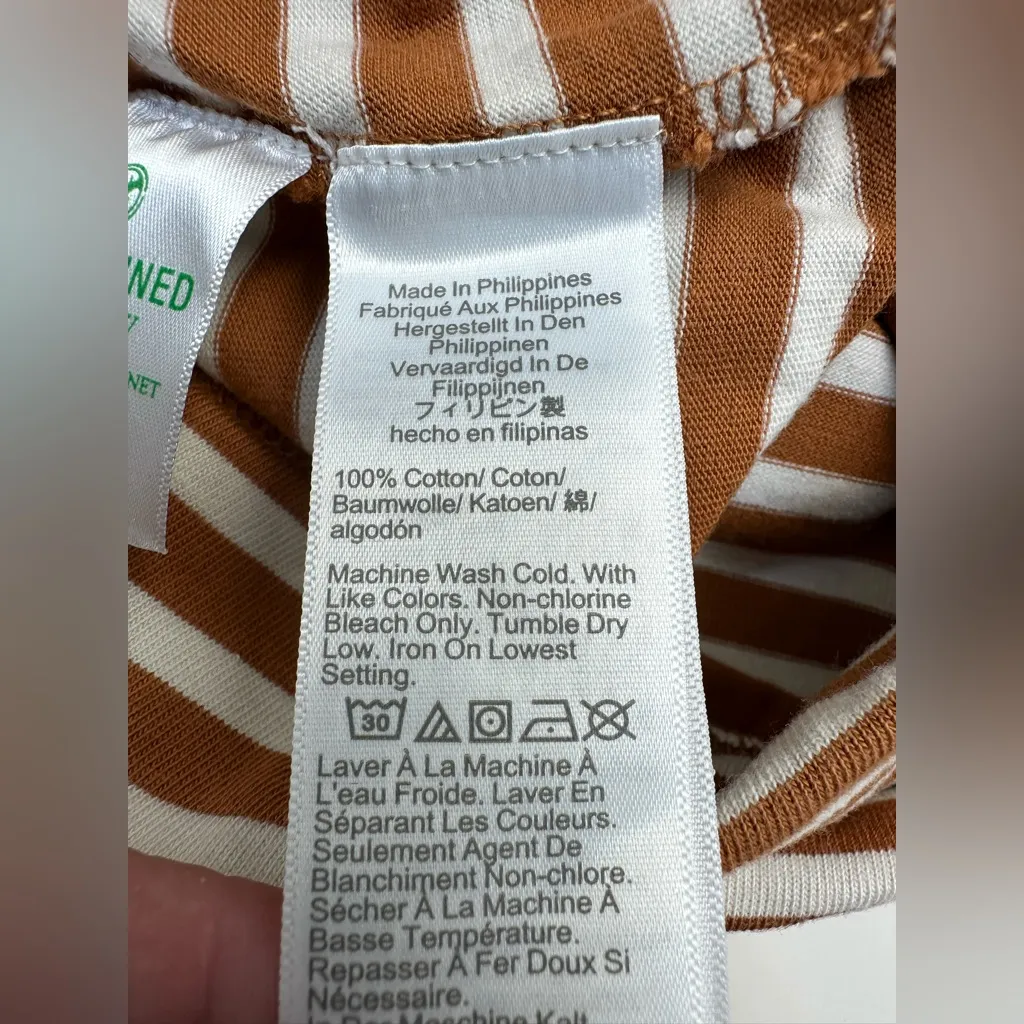 NED
NET
Made In Philippines
Fabriqué Aux Philippines
Hergestellt In Den
Philippinen
Vervaardigd In De
Filippijnen
フィリピン製
hecho en filipinas
100% Cotton/ Coton/
Baumwolle/ Katoen/ 綿/
algodón
Machine Wash Cold. With
Like Colors. Non-chlorine
Bleach Only. Tumble Dry
Low. Iron On Lowest
Setting.
30
Laver À La Machine À
L'eau Froide. Laver En
Séparant Les Couleurs.
Seulement Agent De
Blanchiment Non-chlore.
Sécher À La Machine À
Basse Température.
Repasser À Fer Doux Si
Nécessaire.
In Der Maschine Kalt